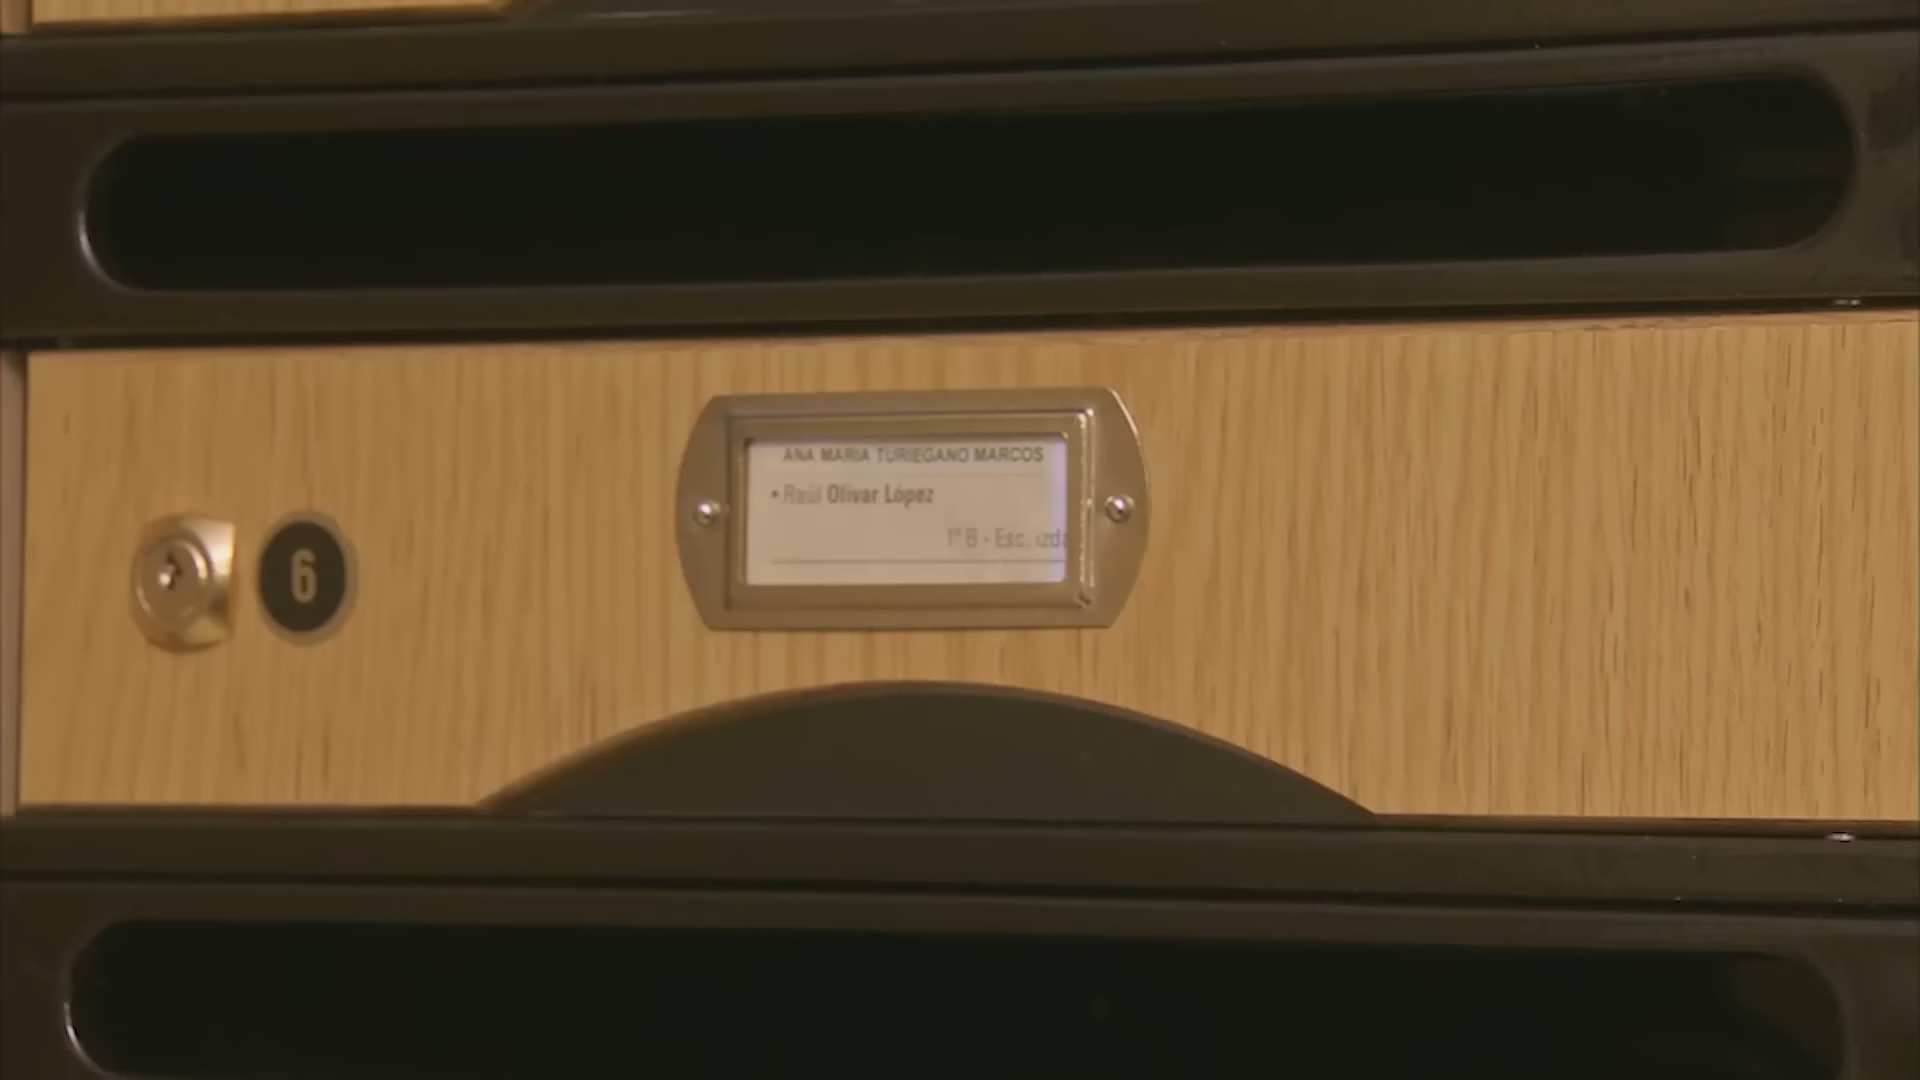 ANA MARIA TURIEGANO MARCOS
• Raúl Olivar López
1º B - Esc. izda
6